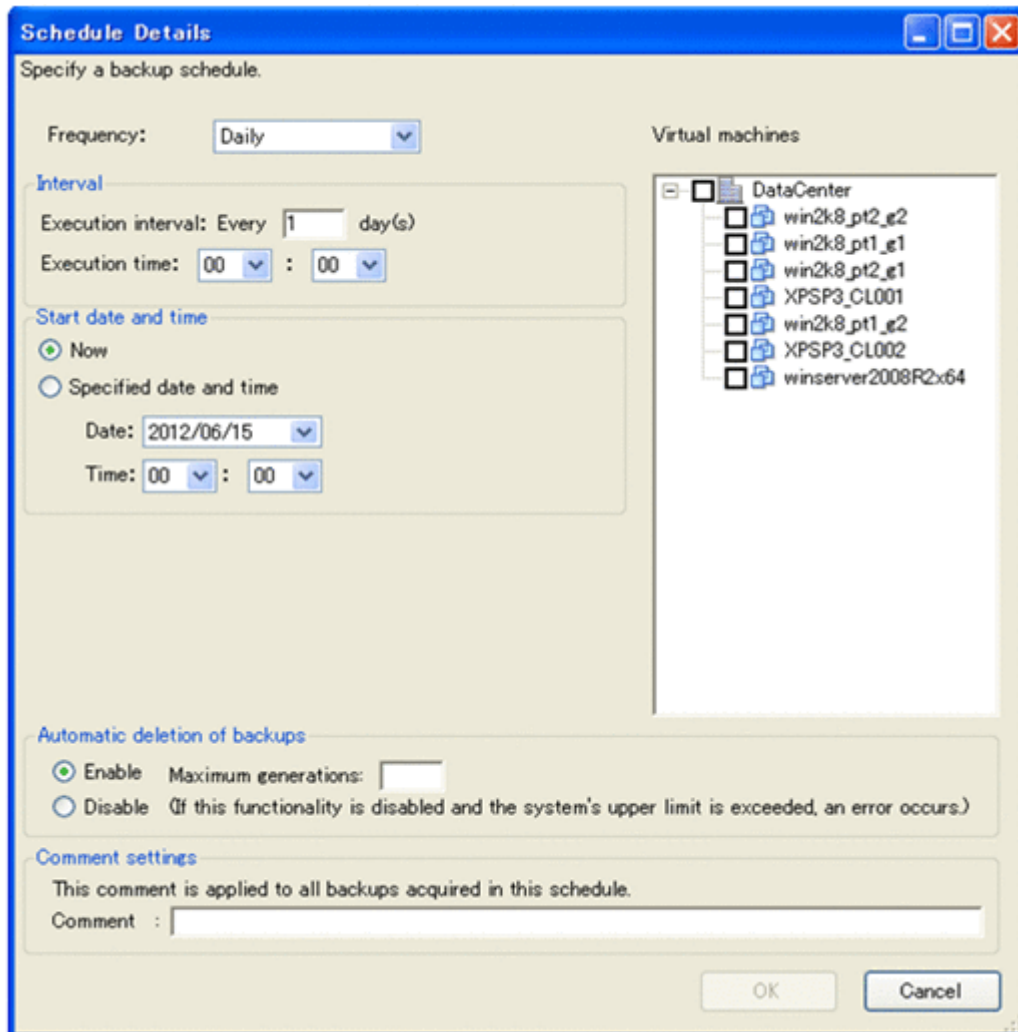 Schedule Details
Specify a backup schedule.
Frequency: Daily
Interval
Execution interval: Every 1 day(s)
Execution time: 00 : 00
Start date and time
Now
Specified date and time
Date: 2012/06/15
Time: 00 : 00
Virtual machines
DataCenter
win2k8_pt2_g2
win2k8_pt1_g1
win2k8_pt2_g1
XPSP3_CL001
win2k8_pt1_g2
XPSP3_CL002
winserver2008R2x64
Automatic deletion of backups
Enable Maximum generations:
Disable (If this functionality is disabled and the system's upper limit is exceeded, an error occurs.)
Comment settings
This comment is applied to all backups acquired in this schedule.
Comment :
OK Cancel